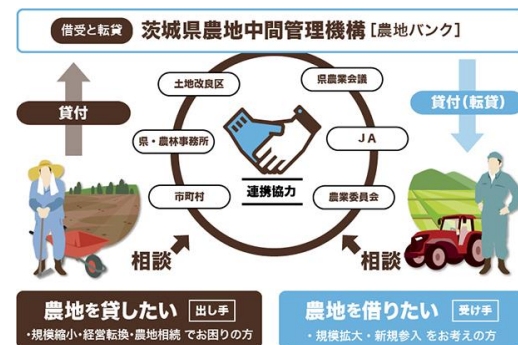 借受と転貸 茨城県農地中間管理機構[農地バンク]
貸付
土地改良区
県農業会議
県・農林事務所
JA
市町村
農業委員会
連携協力
貸付(転貸)
相談
相談
農地を貸したい 出し手
・規模縮小・経営転換・農地相続 でお困りの方
農地を借りたい 受け手
・規模拡大・新規参入 をお考えの方